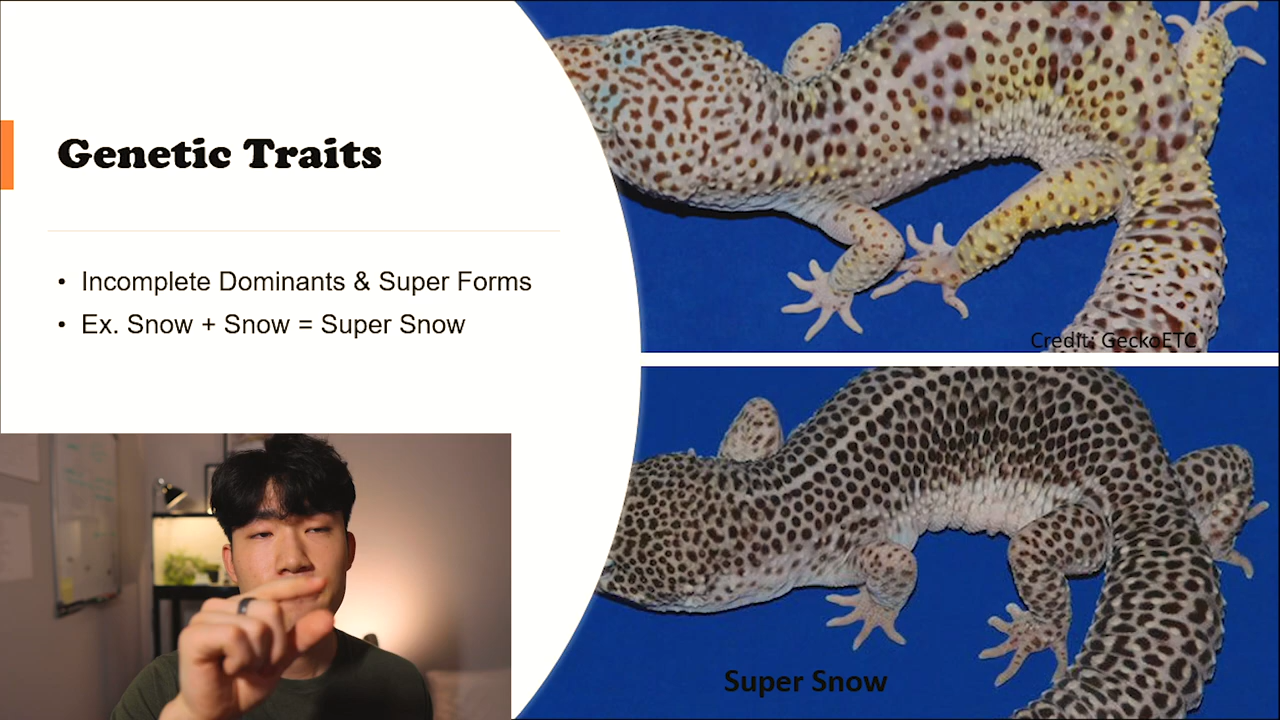 Genetic Traits
• Incomplete Dominants & Super Forms
• Ex. Snow + Snow = Super Snow
Credit: GeckoETC
Super Snow